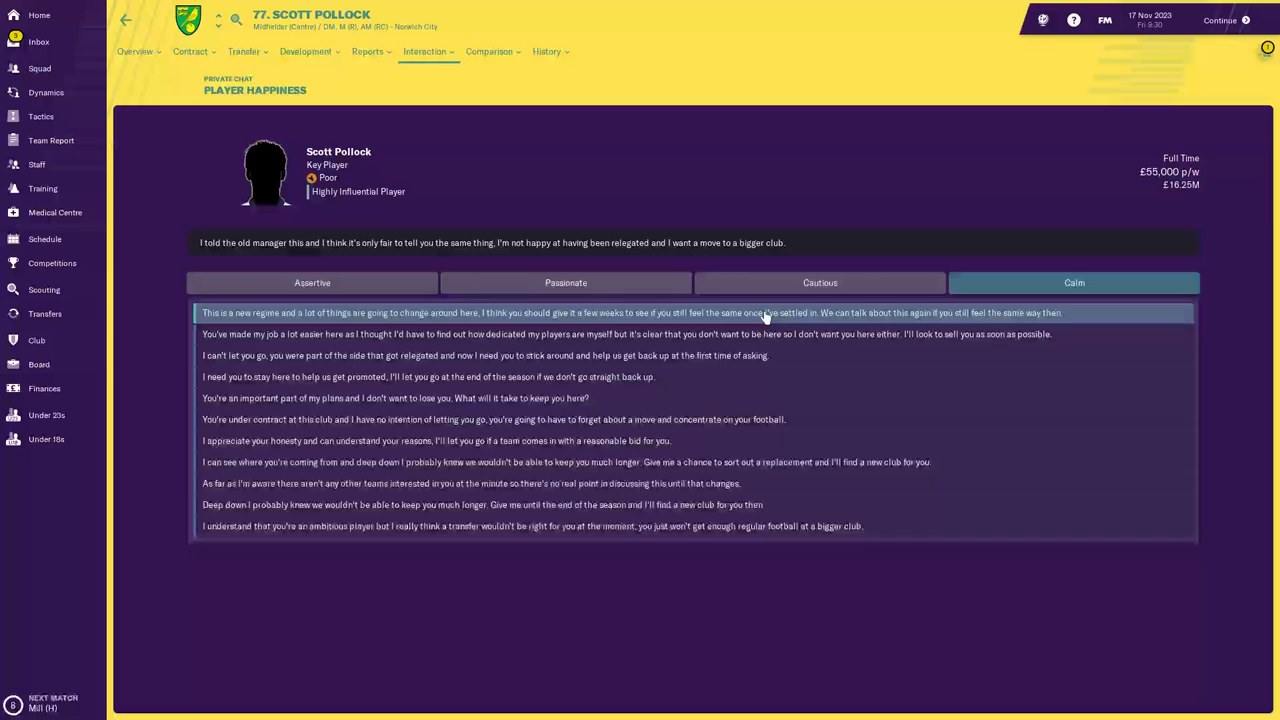 Home
Inbox
3
Squad
Dynamics
Tactics
Team Report
Staff
Training
Medical Centre
Schedule
Competitions
Scouting
Transfers
Club
Board
Finances
Under 23s
Under 18s
NEXT MATCH
Mill (H)
8
77. SCOTT POLLOCK
Midfielder (Centre) / DM, M (R), AM (RC) - Norwich City
FM
17 Nov 2023
Fri 9:30
Continue
Overview
Contract
Transfer
Development
Reports
Interaction
Comparison
History
1
PRIVATE CHAT
PLAYER HAPPINESS
Scott Pollock
Key Player
Poor
Highly Influential Player
Full Time
£55,000 p/w
£16.25M
I told the old manager this and I think it's only fair to tell you the same thing, I'm not happy at having been relegated and I want a move to a bigger club.
Assertive
Passionate
Cautious
Calm
This is a new regime and a lot of things are going to change around here, I think you should give it a few weeks to see if you still feel the same once I've settled in. We can talk about this again if you still feel the same way then.
You've made my job a lot easier here as I thought I'd have to find out how dedicated my players are myself but it's clear that you don't want to be here so I don't want you here either. I'll look to sell you as soon as possible.
I can't let you go, you were part of the side that got relegated and now I need you to stick around and help us get back up at the first time of asking.
I need you to stay here to help us get promoted, I'll let you go at the end of the season if we don't go straight back up.
You're an important part of my plans and I don't want to lose you. What will it take to keep you here?
You're under contract at this club and I have no intention of letting you go, you're going to have to forget about a move and concentrate on your football.
I appreciate your honesty and can understand your reasons, I'll let you go if a team comes in with a reasonable bid for you.
I can see where you're coming from and deep down I probably knew we wouldn't be able to keep you much longer. Give me a chance to sort out a replacement and I'll find a new club for you.
As far as I'm aware there aren't any other teams interested in you at the minute so there's no real point in discussing this until that changes.
Deep down I probably knew we wouldn't be able to keep you much longer. Give me until the end of the season and I'll find a new club for you then
I understand that you're an ambitious player but I really think a transfer wouldn't be right for you at the moment, you just won't get enough regular football at a bigger club.